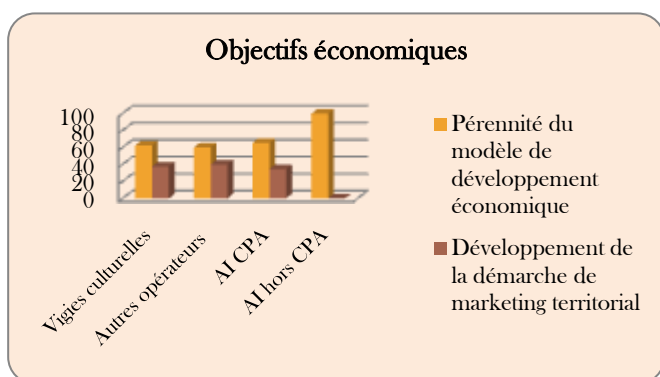 Objectifs économiques
100
80
60
40
20
0
Vigies culturelles
Autres opérateurs
AI CPA
AI hors CPA
Pérennité du
modèle de
développement
économique
Développement de
la démarche de
marketing territorial